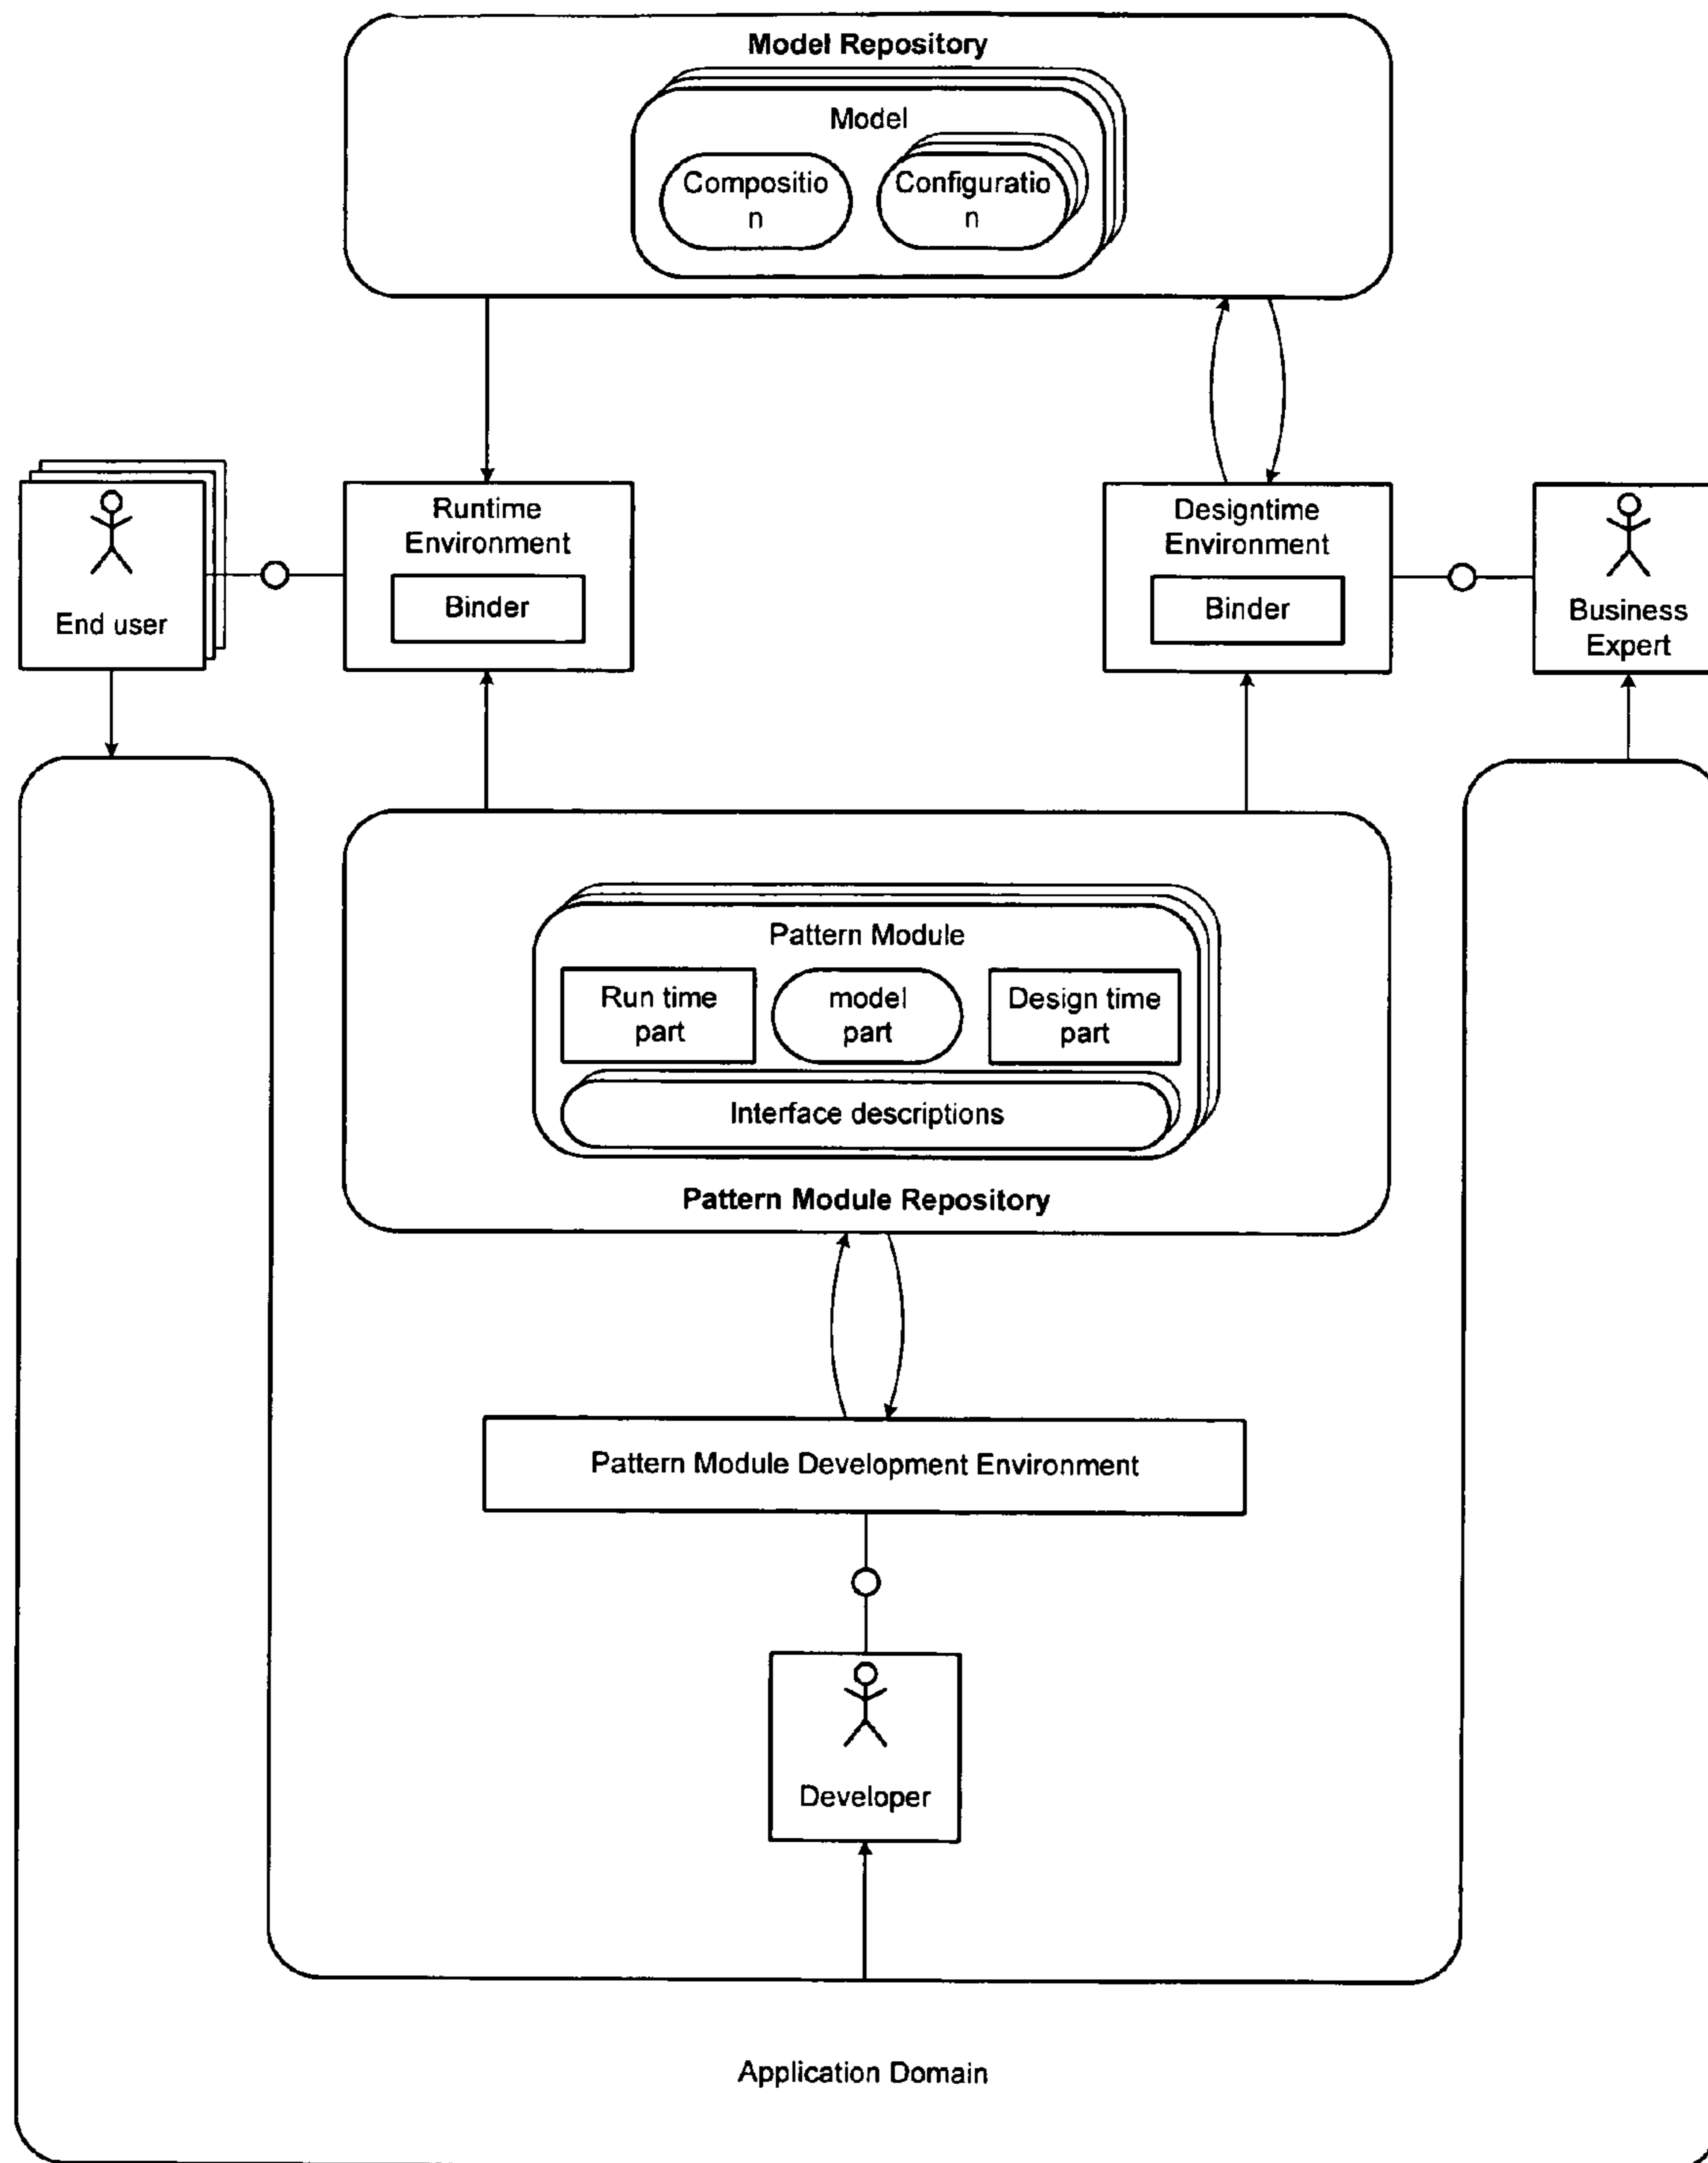 Model Repository
Model
Compositio
n
Configuratio
n
Runtime
Environment
Binder
End user
Designtime
Environment
Binder
Business
Expert
Pattern Module
Run time
part
model
part
Design time
part
Interface descriptions
Pattern Module Repository
Pattern Module Development Environment
Developer
Application Domain